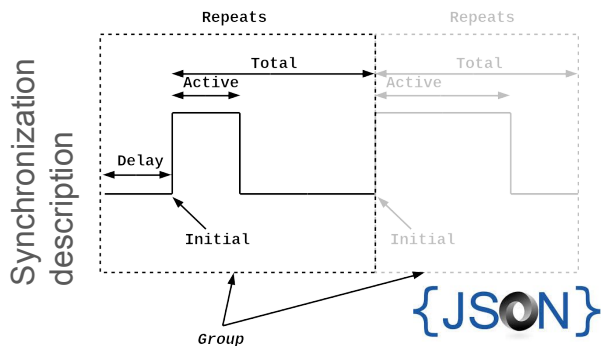 Synchronization
description
Repeats
Total
Active
Delay
Initial
Repeats
Total
Active
Initial
Group
{JSON}